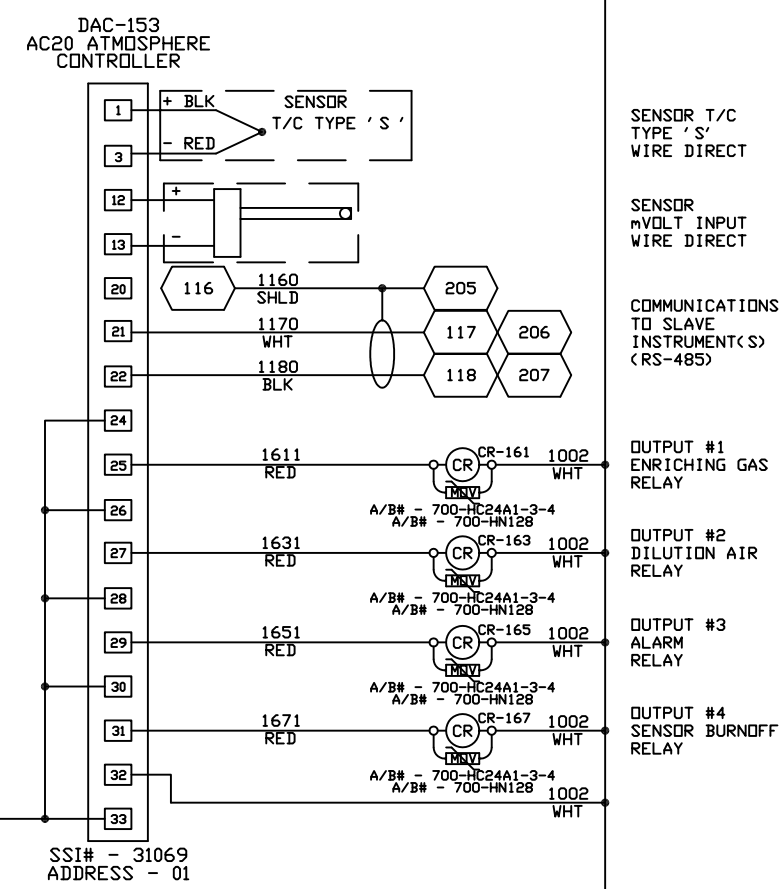 DAC-153
AC20 ATMOSPHERE
CONTROLLER
1
+ BLK
SENSOR
T/C TYPE 'S'
- RED
3
SENSOR T/C
TYPE 'S'
WIRE DIRECT
12
+
13
-
SENSOR
mVOLT INPUT
WIRE DIRECT
20
116
1160
SHLD
205
21
1170
WHT
117
206
22
1180
BLK
118
207
COMMUNICATIONS
TO SLAVE
INSTRUMENT(S)
(RS-485)
24
25
1611
RED
CR
CR-161
MOV
1002
WHT
A/B# - 700-HC24A1-3-4
A/B# - 700-HN128
OUTPUT #1
ENRICHING GAS
RELAY
26
27
1631
RED
CR
CR-163
MOV
1002
WHT
A/B# - 700-HC24A1-3-4
A/B# - 700-HN128
OUTPUT #2
DILUTION AIR
RELAY
28
29
1651
RED
CR
CR-165
MOV
1002
WHT
A/B# - 700-HC24A1-3-4
A/B# - 700-HN128
OUTPUT #3
ALARM
RELAY
30
31
1671
RED
CR
CR-167
MOV
1002
WHT
A/B# - 700-HC24A1-3-4
A/B# - 700-HN128
OUTPUT #4
SENSOR BURNOFF
RELAY
32
1002
WHT
33
SSI# - 31069
ADDRESS - 01